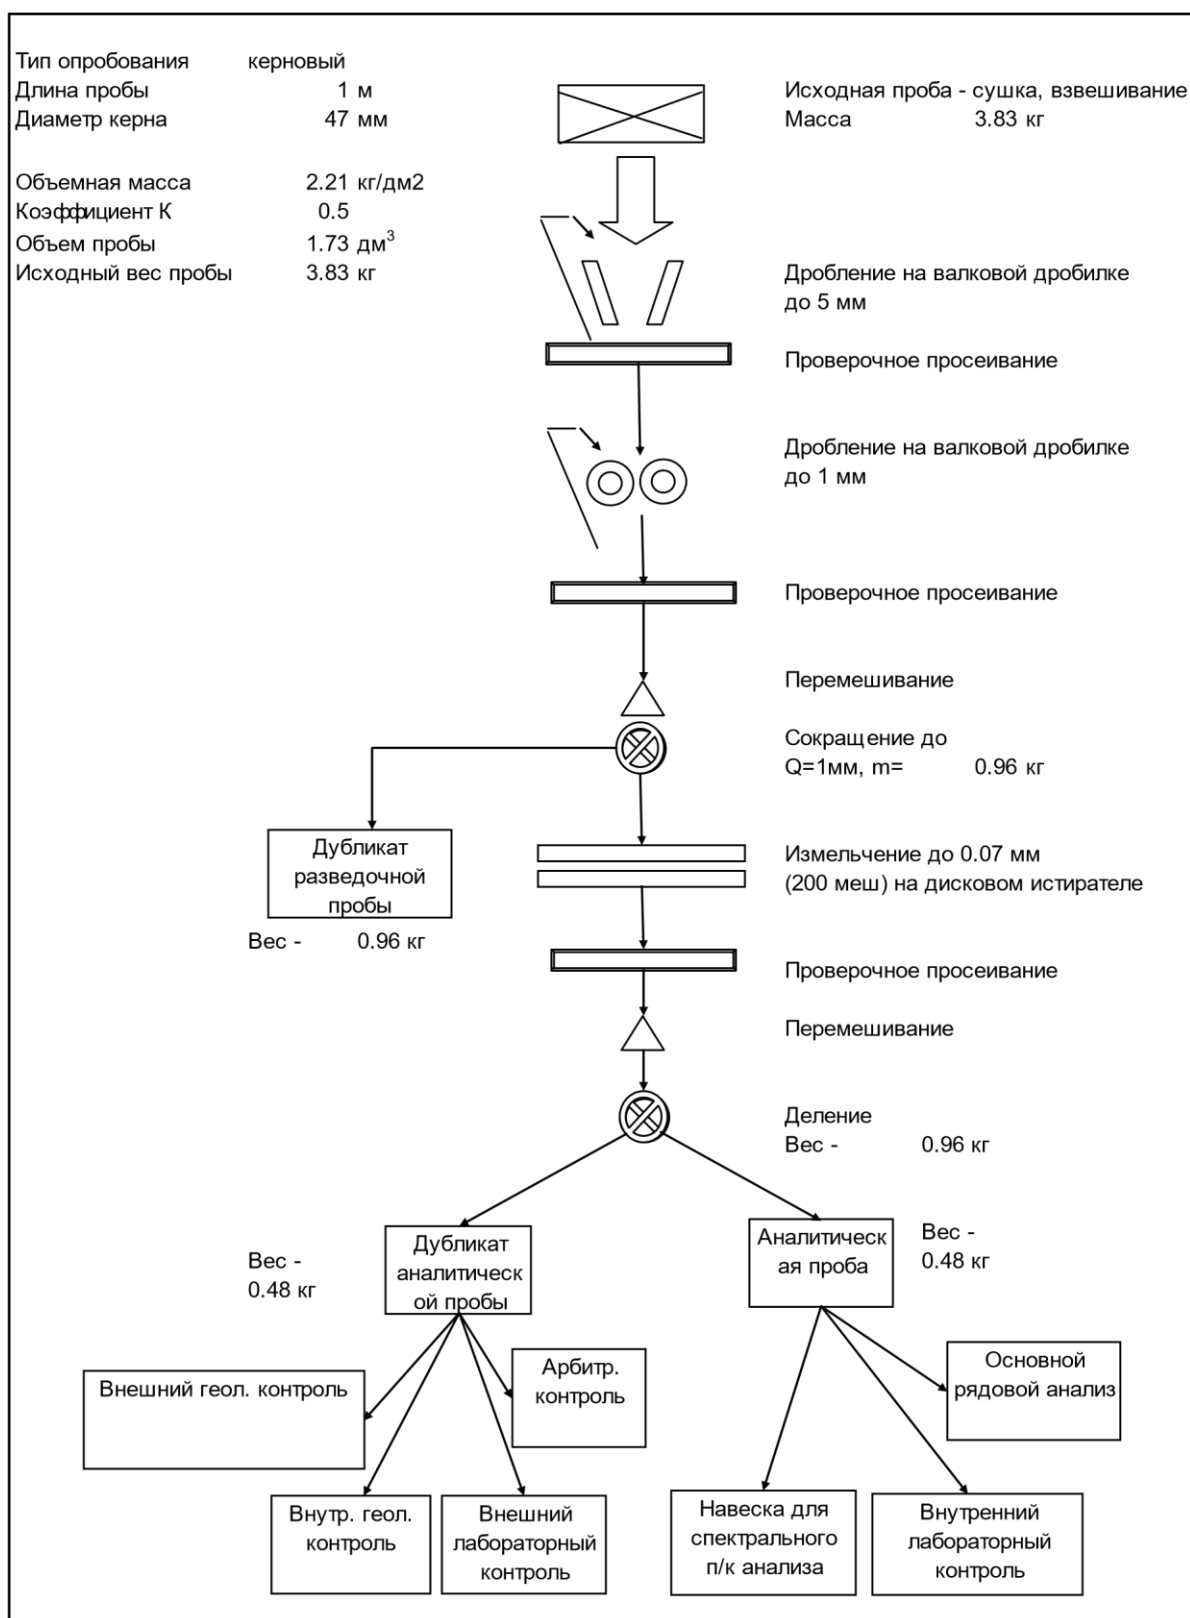 Тип опробования керновый
Длина пробы 1 м
Диаметр керна 47 мм
Объемная масса 2.21 кг/дм2
Коэффициент К 0.5
Объем пробы 1.73 дм³
Исходный вес пробы 3.83 кг
Исходная проба - сушка, взвешивание
Масса 3.83 кг
Дробление на валковой дробилке
до 5 мм
Проверочное просеивание
Дробление на валковой дробилке
до 1 мм
Проверочное просеивание
Перемешивание
Сокращение до
Q=1мм, m= 0.96 кг
Дубликат
разведочной
пробы
Вес - 0.96 кг
Измельчение до 0.07 мм
(200 меш) на дисковом истирателе
Проверочное просеивание
Перемешивание
Деление
Вес - 0.96 кг
Вес -
0.48 кг
Дубликат
аналитическ
ой пробы
Аналитическ
ая проба
Вес -
0.48 кг
Внешний геол. контроль
Арбитр.
контроль
Основной
рядовой анализ
Внутр. геол.
контроль
Внешний
лабораторный
контроль
Навеска для
спектрального
п/к анализа
Внутренний
лабораторный
контроль